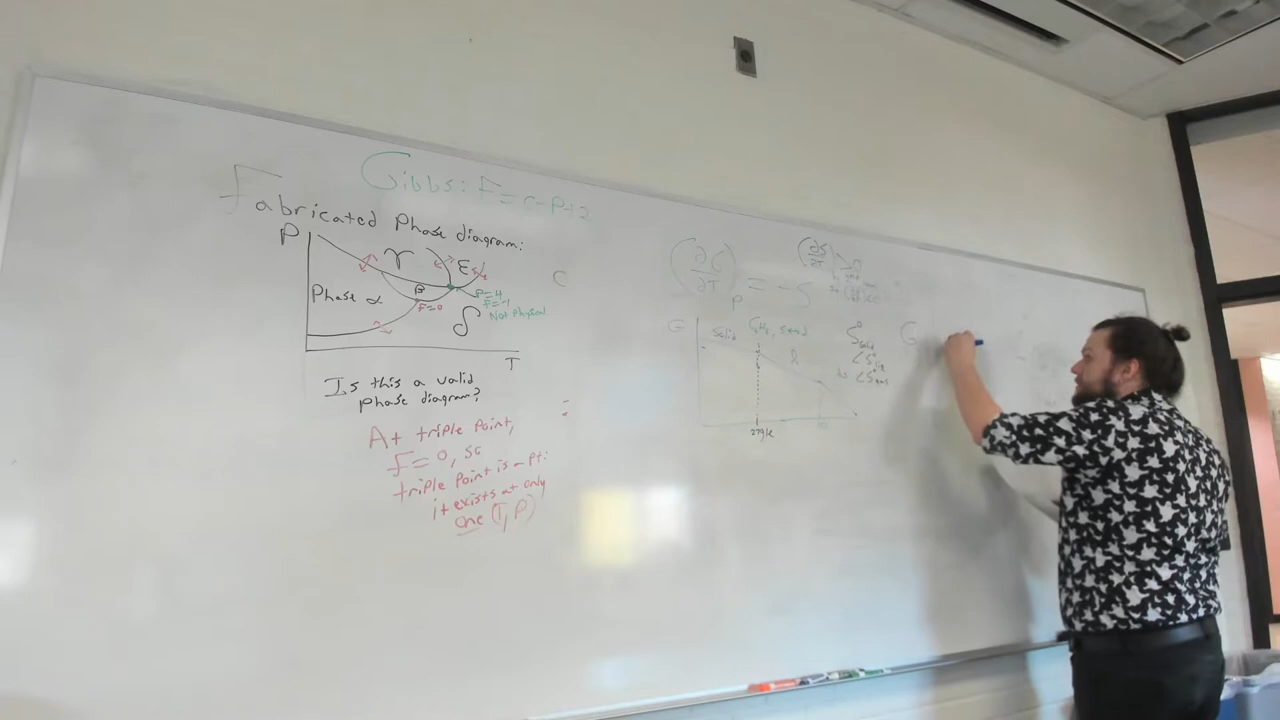 Gibbs: F = c-P+2
Fabricated Phase diagram:
P
γ
ε
Phase α
β
F=0
P=4
F=-1
Not Physical
δ
T
Is this a valid
phase diagram?
At triple point,
F=0, so
triple point is a pt:
it exists at only
one (T, P)
C
(∂G/∂T)P = -S
G
Solid
l
S°solid
279K
G